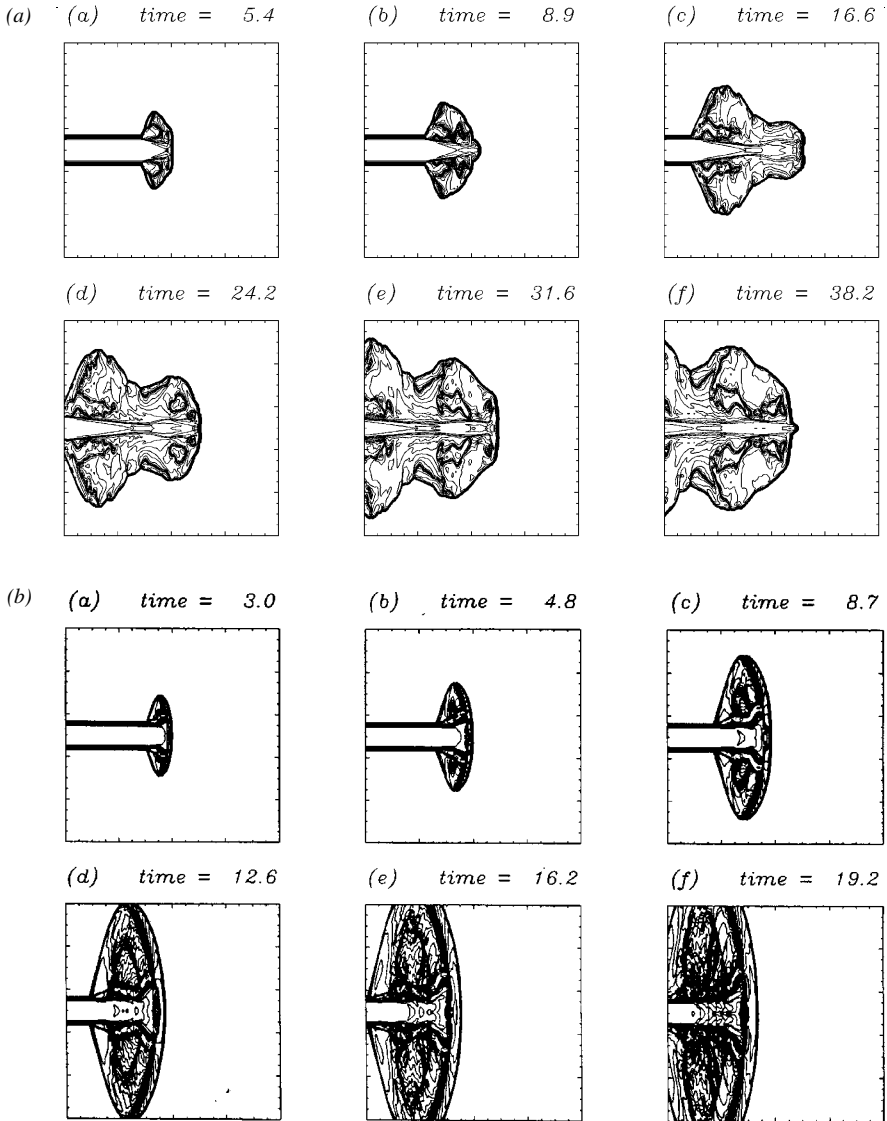 (a) (a) time = 5.4 (b) time = 8.9 (c) time = 16.6
(d) time = 24.2 (e) time = 31.6 (f) time = 38.2
(b) (a) time = 3.0 (b) time = 4.8 (c) time = 8.7
(d) time = 12.6 (e) time = 16.2 (f) time = 19.2